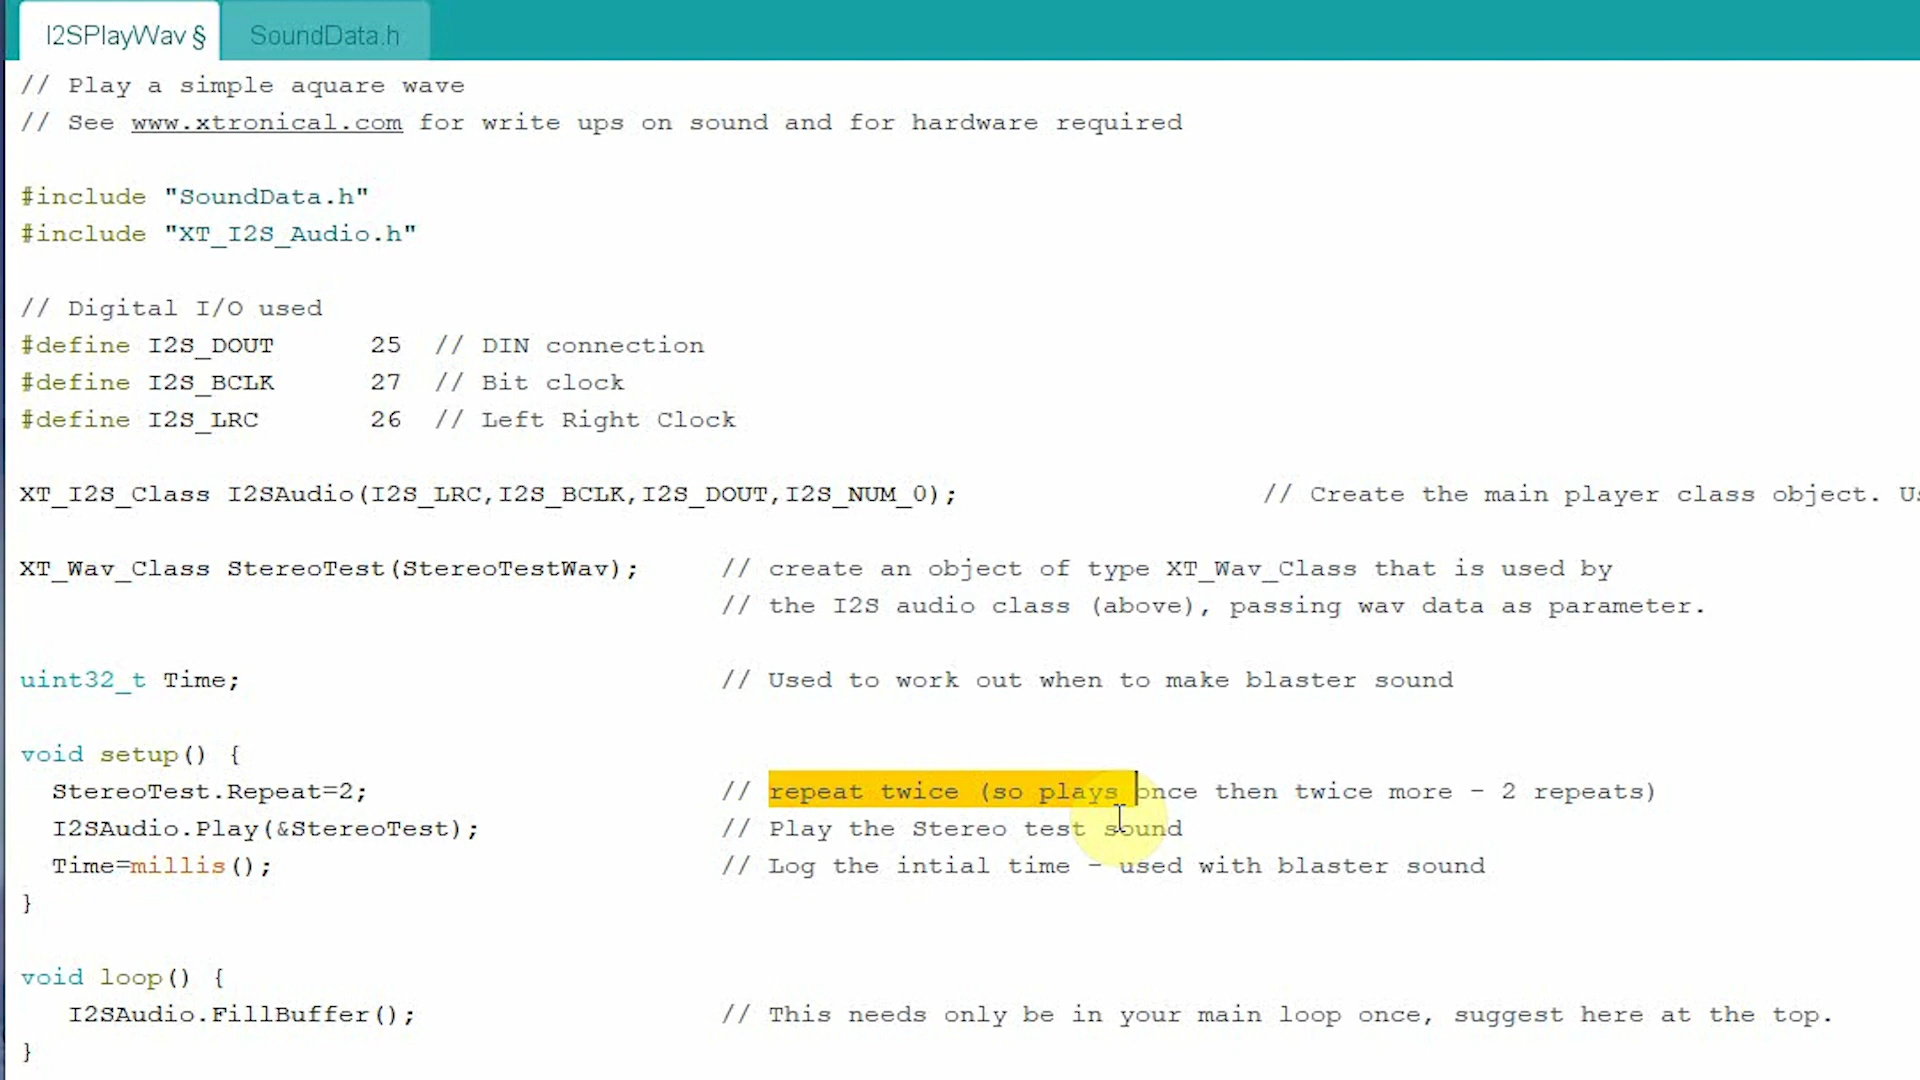 I2SPlayWav § SoundData.h
// Play a simple aquare wave
// See www.xtronical.com for write ups on sound and for hardware required
#include "SoundData.h"
#include "XT_I2S_Audio.h"
// Digital I/O used
#define I2S_DOUT 25 // DIN connection
#define I2S_BCLK 27 // Bit clock
#define I2S_LRC 26 // Left Right Clock
XT_I2S_Class I2SAudio(I2S_LRC,I2S_BCLK,I2S_DOUT,I2S_NUM_0); // Create the main player class object. Us
XT_Wav_Class StereoTest(StereoTestWav); // create an object of type XT_Wav_Class that is used by
// the I2S audio class (above), passing wav data as parameter.
uint32_t Time; // Used to work out when to make blaster sound
void setup() {
StereoTest.Repeat=2; // repeat twice (so plays once then twice more - 2 repeats)
I2SAudio.Play(&StereoTest); // Play the Stereo test sound
Time=millis(); // Log the intial time - used with blaster sound
}
void loop() {
I2SAudio.FillBuffer(); // This needs only be in your main loop once, suggest here at the top.
}